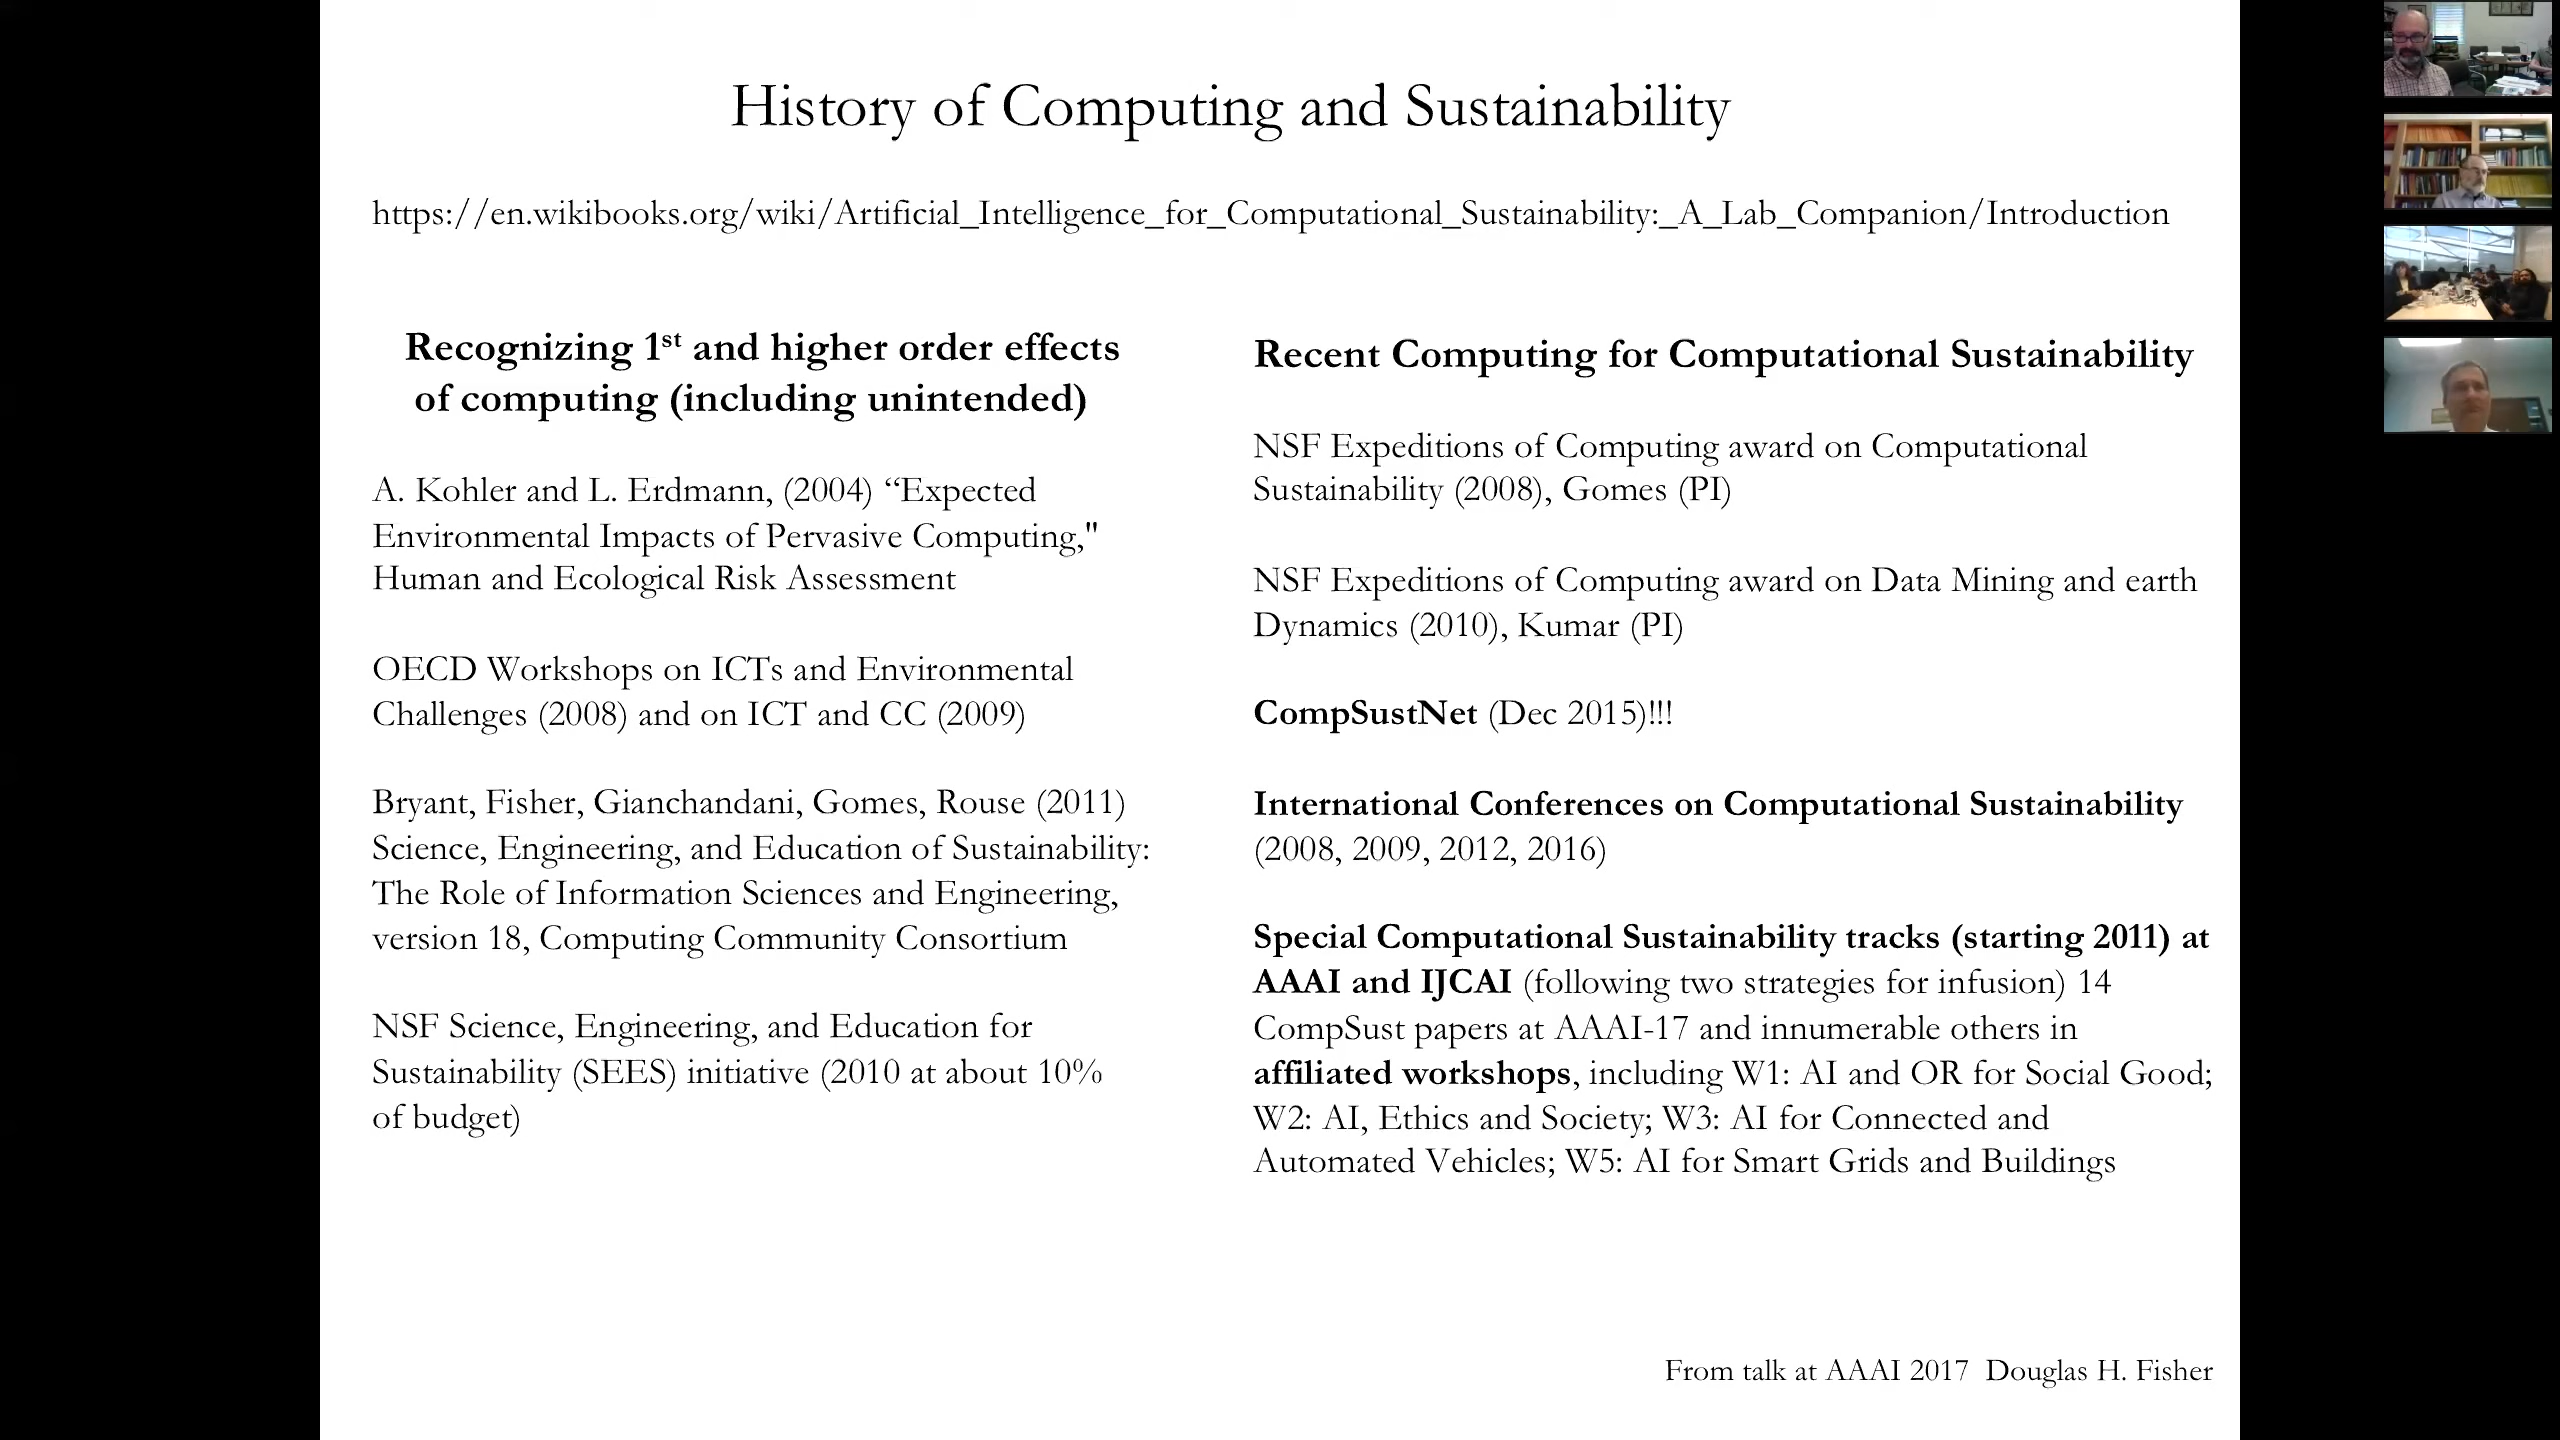 History of Computing and Sustainability
https://en.wikibooks.org/wiki/Artificial_Intelligence_for_Computational_Sustainability:_A_Lab_Companion/Introduction
Recognizing 1st and higher order effects
of computing (including unintended)
A. Kohler and L. Erdmann, (2004) “Expected
Environmental Impacts of Pervasive Computing,"
Human and Ecological Risk Assessment
OECD Workshops on ICTs and Environmental
Challenges (2008) and on ICT and CC (2009)
Bryant, Fisher, Gianchandani, Gomes, Rouse (2011)
Science, Engineering, and Education of Sustainability:
The Role of Information Sciences and Engineering,
version 18, Computing Community Consortium
NSF Science, Engineering, and Education for
Sustainability (SEES) initiative (2010 at about 10%
of budget)
Recent Computing for Computational Sustainability
NSF Expeditions of Computing award on Computational
Sustainability (2008), Gomes (PI)
NSF Expeditions of Computing award on Data Mining and earth
Dynamics (2010), Kumar (PI)
CompSustNet (Dec 2015)!!!
International Conferences on Computational Sustainability
(2008, 2009, 2012, 2016)
Special Computational Sustainability tracks (starting 2011) at
AAAI and IJCAI (following two strategies for infusion) 14
CompSust papers at AAAI-17 and innumerable others in
affiliated workshops, including W1: AI and OR for Social Good;
W2: AI, Ethics and Society; W3: AI for Connected and
Automated Vehicles; W5: AI for Smart Grids and Buildings
From talk at AAAI 2017 Douglas H. Fisher